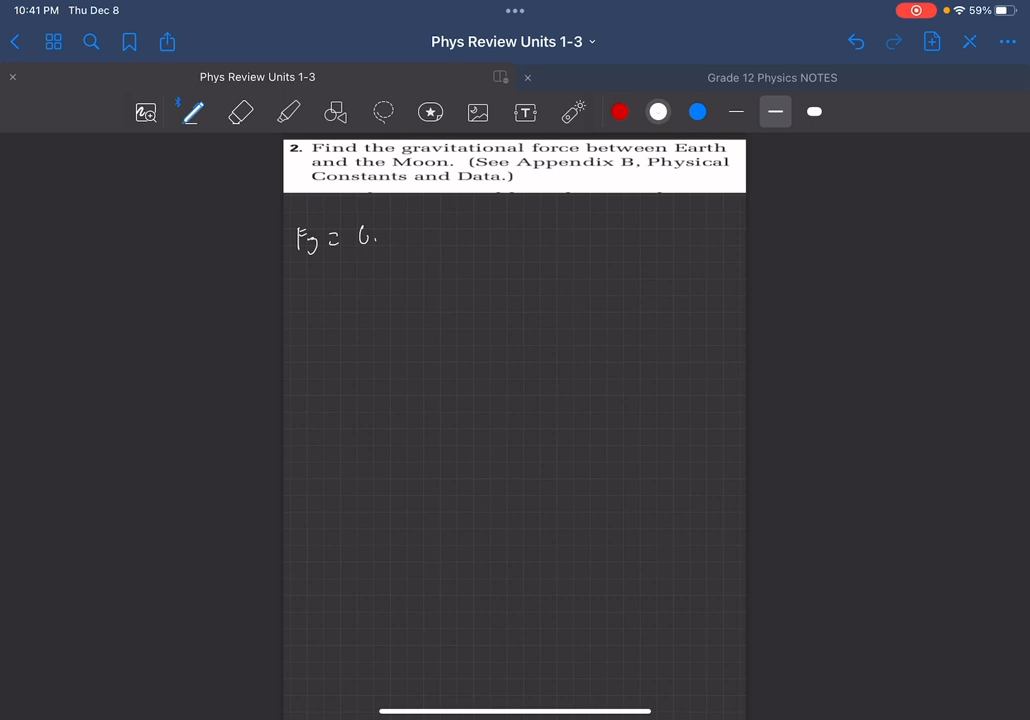 10:41 PM Thu Dec 8
59%
Phys Review Units 1-3
Phys Review Units 1-3
Grade 12 Physics NOTES
T
2. Find the gravitational force between Earth
and the Moon. (See Appendix B, Physical
Constants and Data.)
Fg =